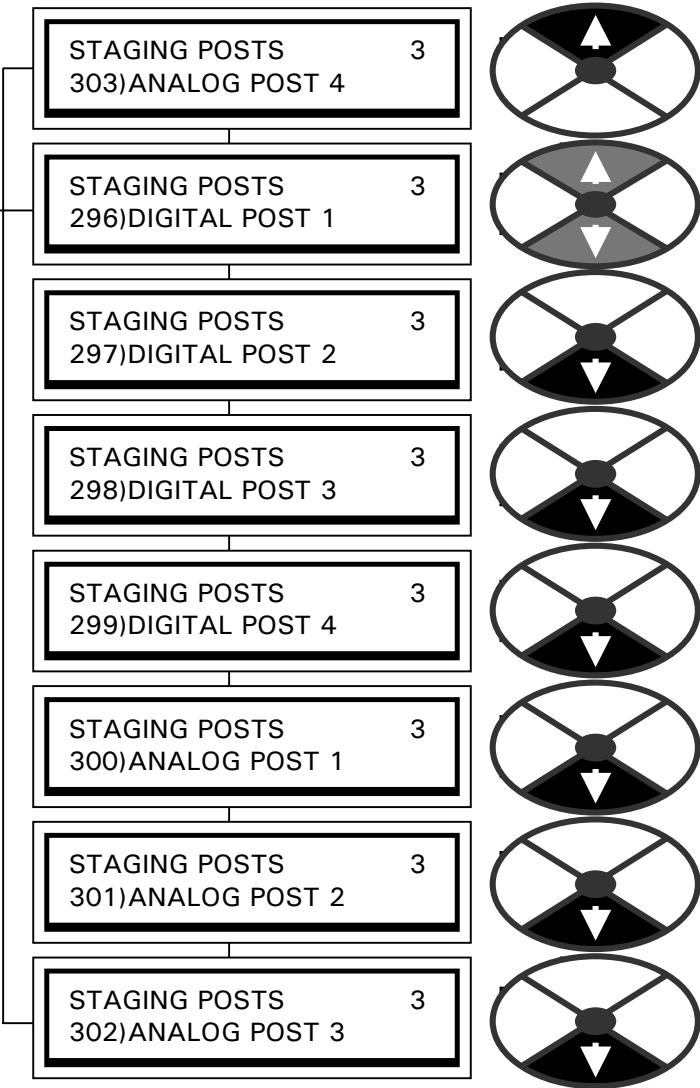 STAGING POSTS 3
303)ANALOG POST 4
STAGING POSTS 3
296)DIGITAL POST 1
STAGING POSTS 3
297)DIGITAL POST 2
STAGING POSTS 3
298)DIGITAL POST 3
STAGING POSTS 3
299)DIGITAL POST 4
STAGING POSTS 3
300)ANALOG POST 1
STAGING POSTS 3
301)ANALOG POST 2
STAGING POSTS 3
302)ANALOG POST 3